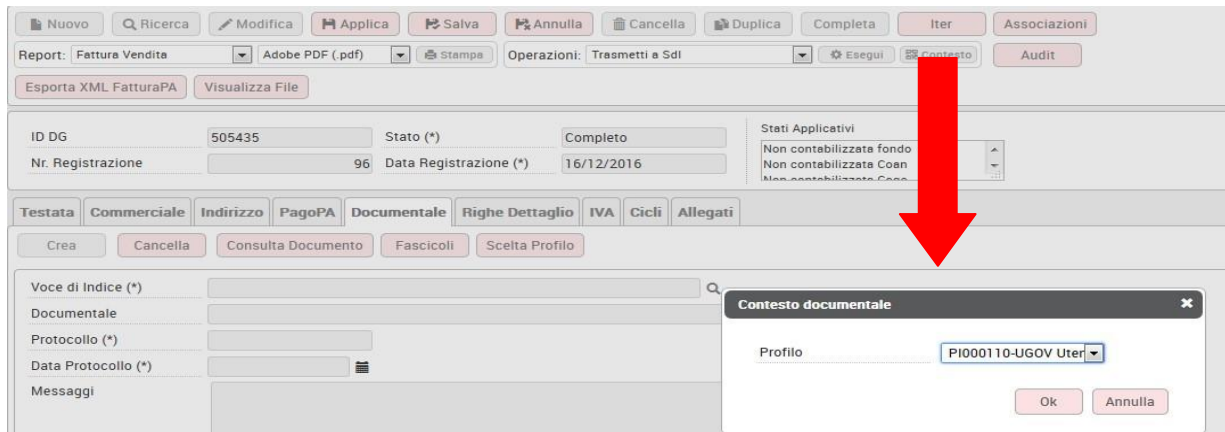 Nuovo Ricerca Modifica Applica Salva Annulla Cancella Duplica Completa Iter Associazioni
Report: Fattura Vendita Adobe PDF (.pdf) Stampa Operazioni: Trasmetti a SdI Esegui Contesto Audit
Esporta XML FatturaPA Visualizza File
ID DG 505435 Stato (*) Completo Stati Applicativi
Nr. Registrazione 96 Data Registrazione (*) 16/12/2016
Non contabilizzata fondo
Non contabilizzata Coan
Non contabilizzata Coge
Testata Commerciale Indirizzo PagoPA Documentale Righe Dettaglio IVA Cicli Allegati
Crea Cancella Consulta Documento Fascicoli Scelta Profilo
Voce di Indice (*)
Documentale
Protocollo (*)
Data Protocollo (*)
Messaggi
Contesto documentale
Profilo PI000110-UGOV Uter
Ok Annulla